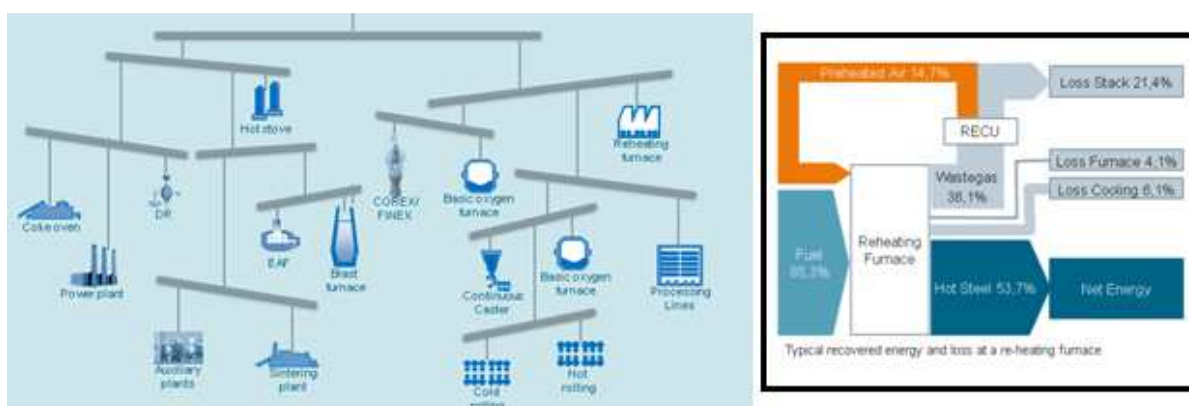 Hot stove
Reheating
furnace
Coke oven
DR
COREX/
FINEX
Basic oxygen
furnace
Power plant
EAF
Blast
furnace
Continuous
Caster
Basic oxygen
furnace
Processing
Lines
Auxiliary
plants
Sintering
plant
Cold
rolling
Hot
rolling
Preheated Air 14,7%
Loss Stack 21,4%
RECU
Loss Furnace 4,1%
Wastegas
36,1%
Loss Cooling 6,1%
Fuel
85,3%
Reheating
Furnace
Hot Steel 53,7%
Net Energy
Typical recovered energy and loss at a re-heating furnace